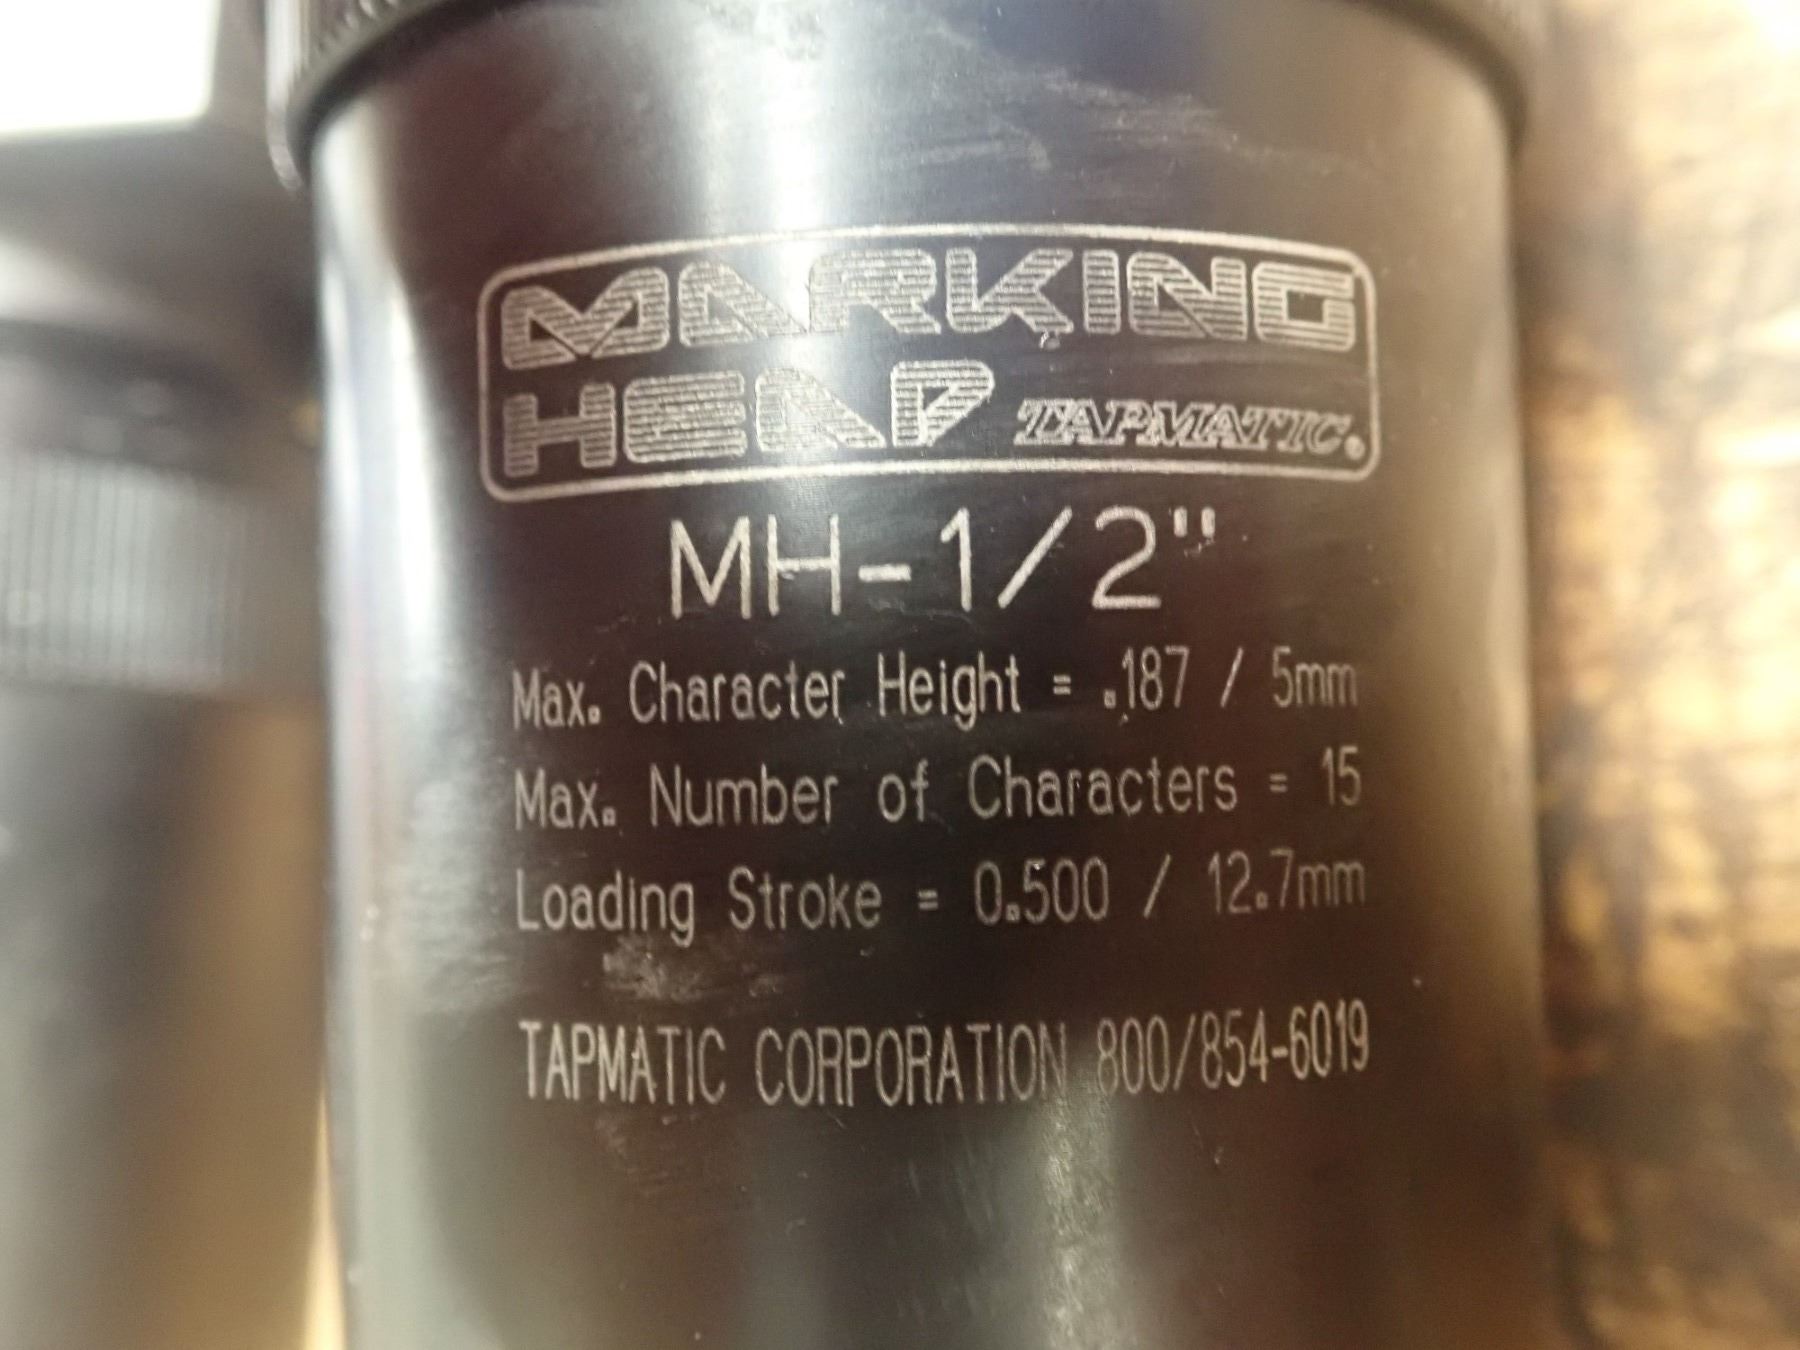 MARKING
HEAD TAPMATIC.
MH-1/2"
Max. Character Height = .187 / 5mm
Max. Number of Characters = 15
Loading Stroke = 0.500 / 12.7mm
TAPMATIC CORPORATION 800/854-6019